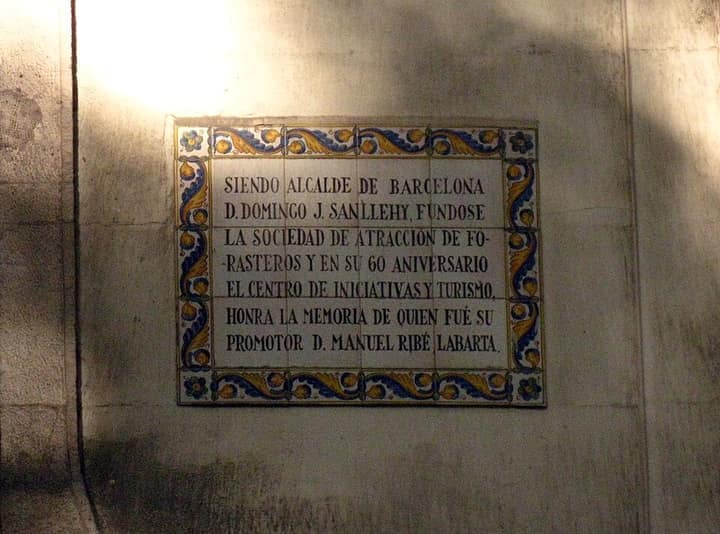 SIENDO ALCALDE DE BARCELONA
D. DOMINGO J. SANLLEHY, FUNDOSE
LA SOCIEDAD DE ATRACCIÓN DE FO-
-RASTEROS Y EN SU 60 ANIVERSARIO
EL CENTRO DE INICIATIVAS Y TURISMO,
HONRA LA MEMORIA DE QUIEN FUÉ SU
PROMOTOR D. MANUEL RIBÉ LABARTA.